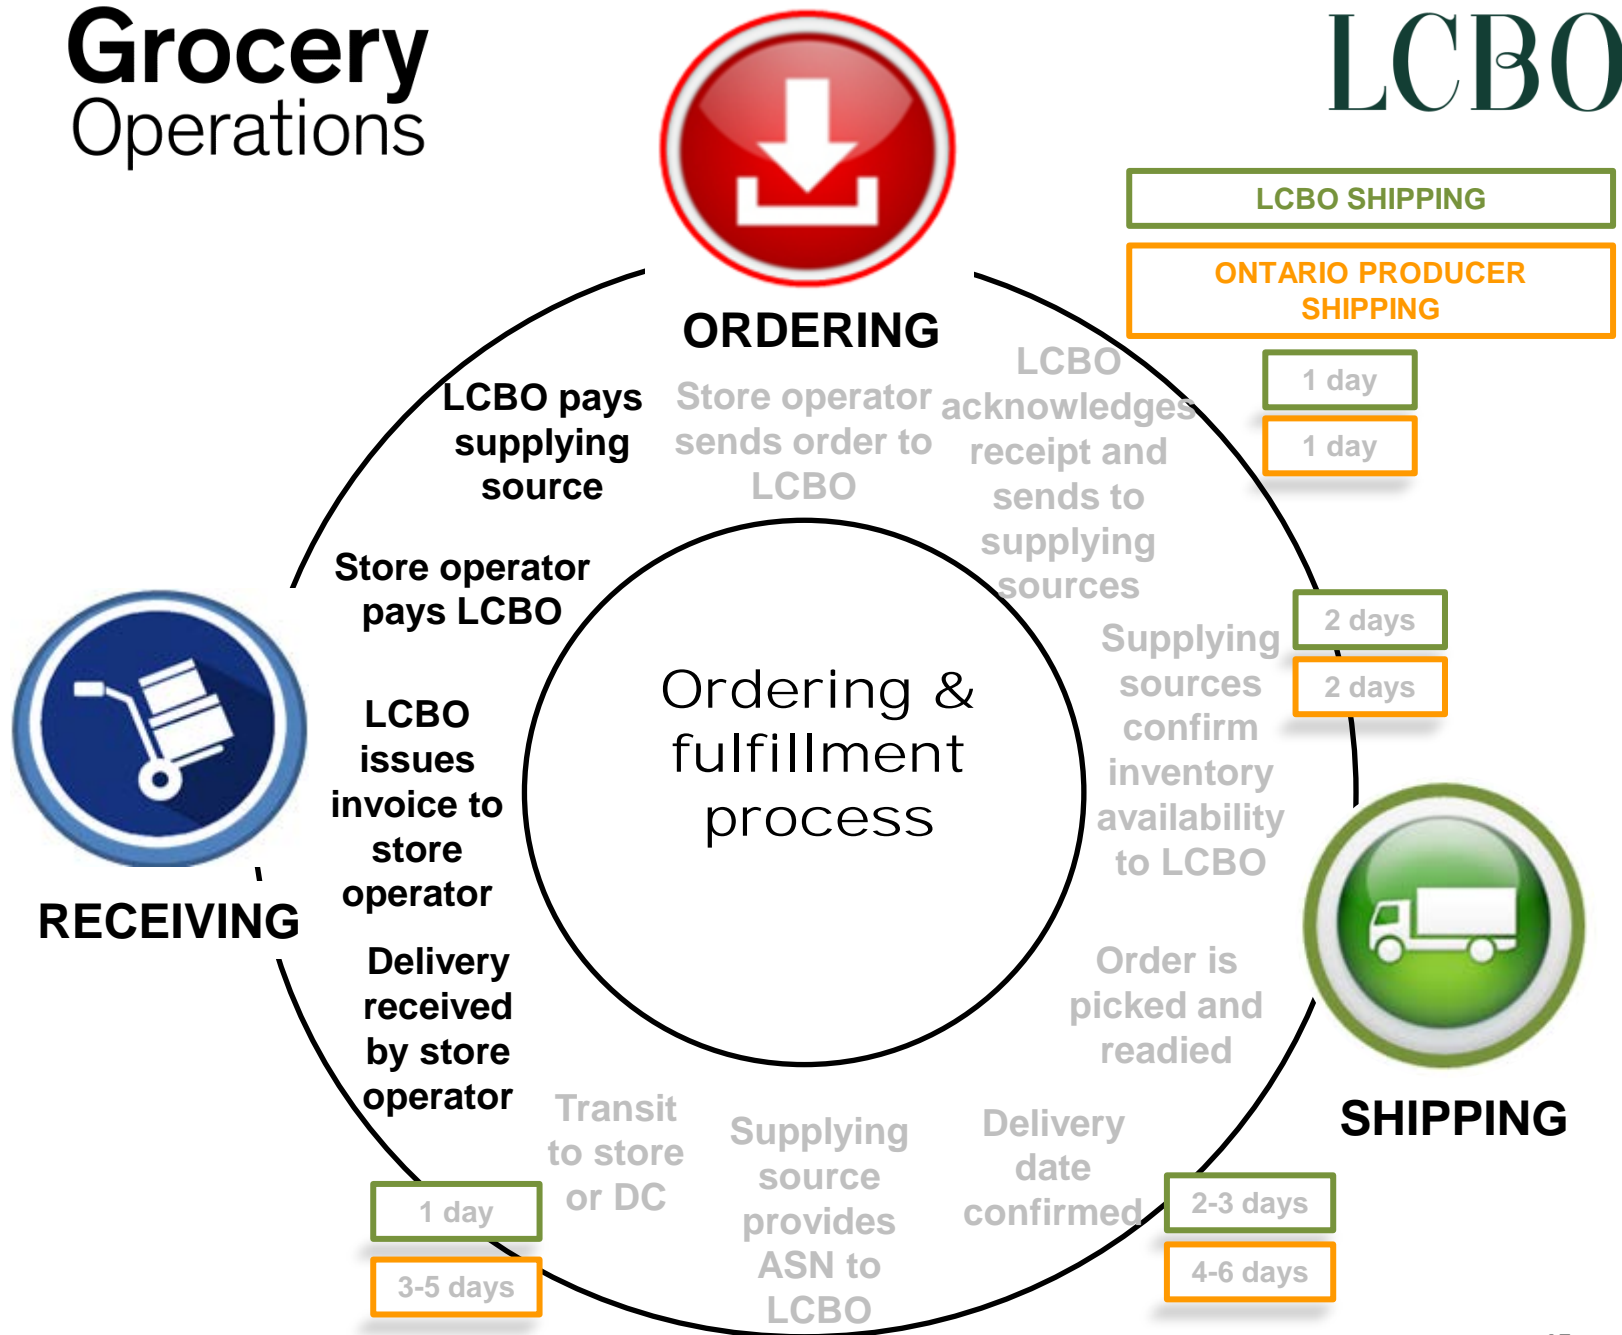 Grocery
Operations
LCBO
LCBO SHIPPING
ONTARIO PRODUCER
SHIPPING
ORDERING
Store operator
sends order to
LCBO
LCBO
acknowledges
receipt and
sends to
supplying
sources
1 day
1 day
Supplying
sources
confirm
inventory
availability
to LCBO
2 days
2 days
SHIPPING
Order is
picked and
readied
Delivery
date
confirmed
2-3 days
4-6 days
Supplying
source
provides
ASN to
LCBO
Transit
to store
or DC
1 day
3-5 days
RECEIVING
Delivery
received
by store
operator
LCBO
issues
invoice to
store
operator
Store operator
pays LCBO
LCBO pays
supplying
source
Ordering &
fulfillment
process